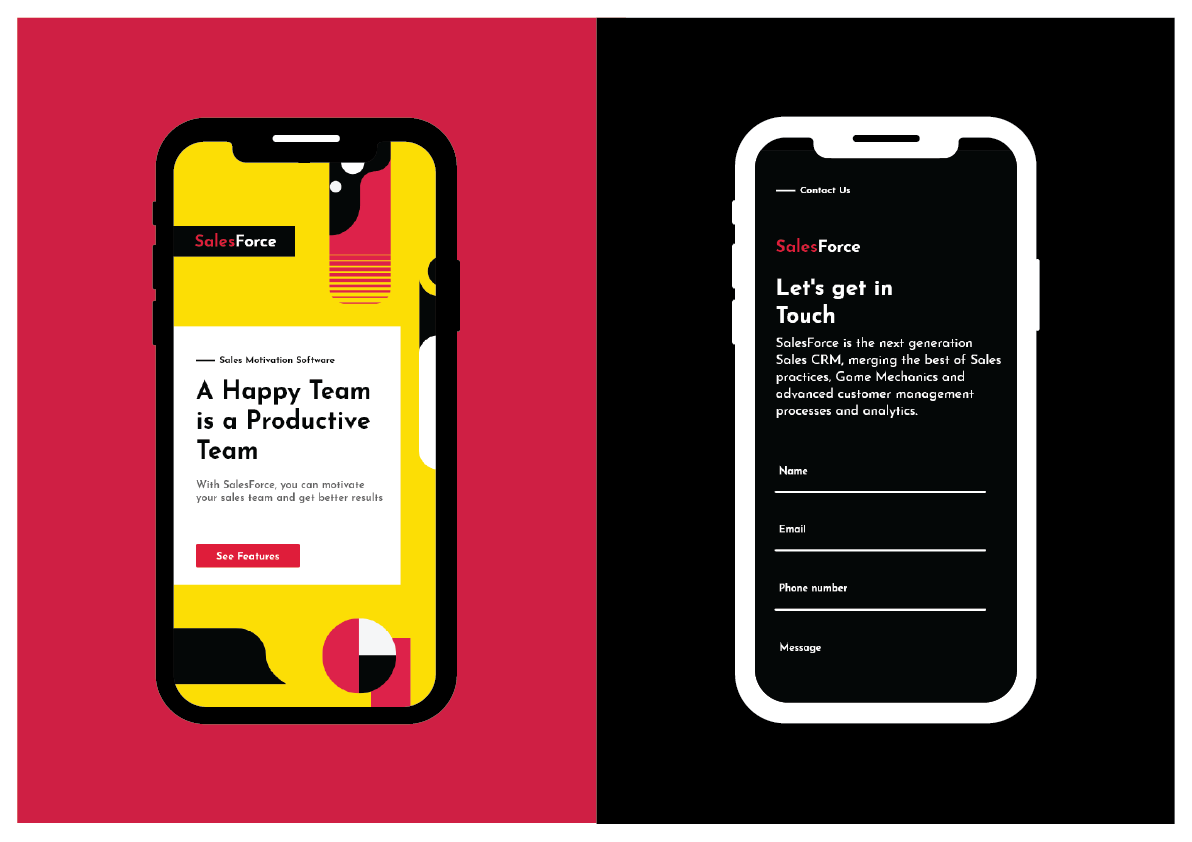 SalesForce
Sales Motivation Software
A Happy Team
is a Productive
Team
With SalesForce, you can motivate
your sales team and get better results
See Features
Contact Us
SalesForce
Let's get in
Touch
SalesForce is the next generation
Sales CRM, merging the best of Sales
practices, Game Mechanics and
advanced customer management
processes and analytics.
Name
Email
Phone number
Message